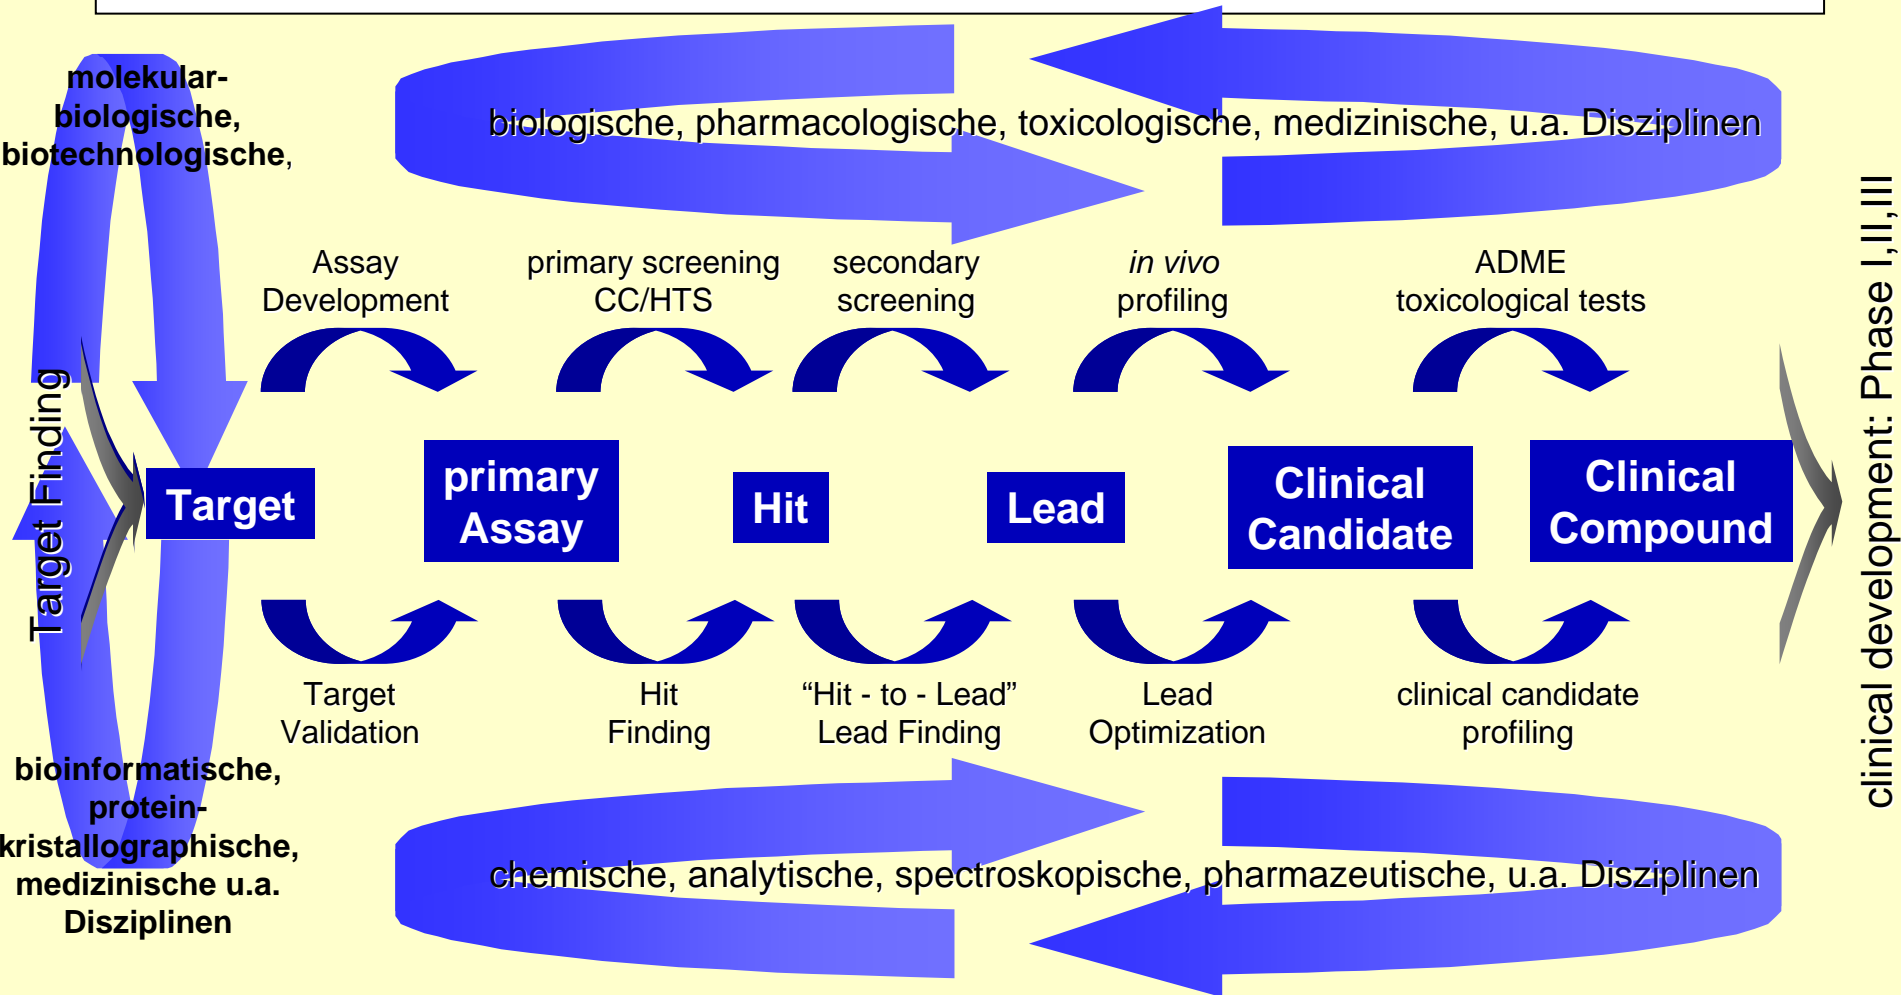 molekular-
biologische,
biotechnologische,
biologische, pharmacologische, toxicologische, medizinische, u.a. Disziplinen
Assay
Development
primary screening
CC/HTS
secondary
screening
in vivo
profiling
ADME
toxicological tests
Target Finding
Target
primary
Assay
Hit
Lead
Clinical
Candidate
Clinical
Compound
clinical development: Phase I,II,III
Target
Validation
Hit
Finding
“Hit - to - Lead”
Lead Finding
Lead
Optimization
clinical candidate
profiling
bioinformatische,
protein-
kristallographische,
medizinische u.a.
Disziplinen
chemische, analytische, spectroskopische, pharmazeutische, u.a. Disziplinen